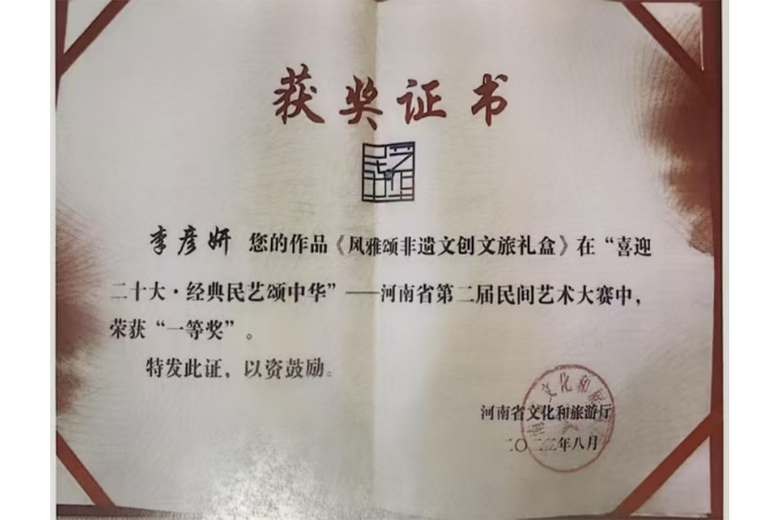 获奖证书
李彦妍 您的作品《风雅颂非遗文创文旅礼盒》在“喜迎
二十大·经典民艺颂中华”——河南省第二届民间艺术大赛中，
荣获“一等奖”。
特发此证，以资鼓励。
河南省文化和旅游厅
二〇二二年八月